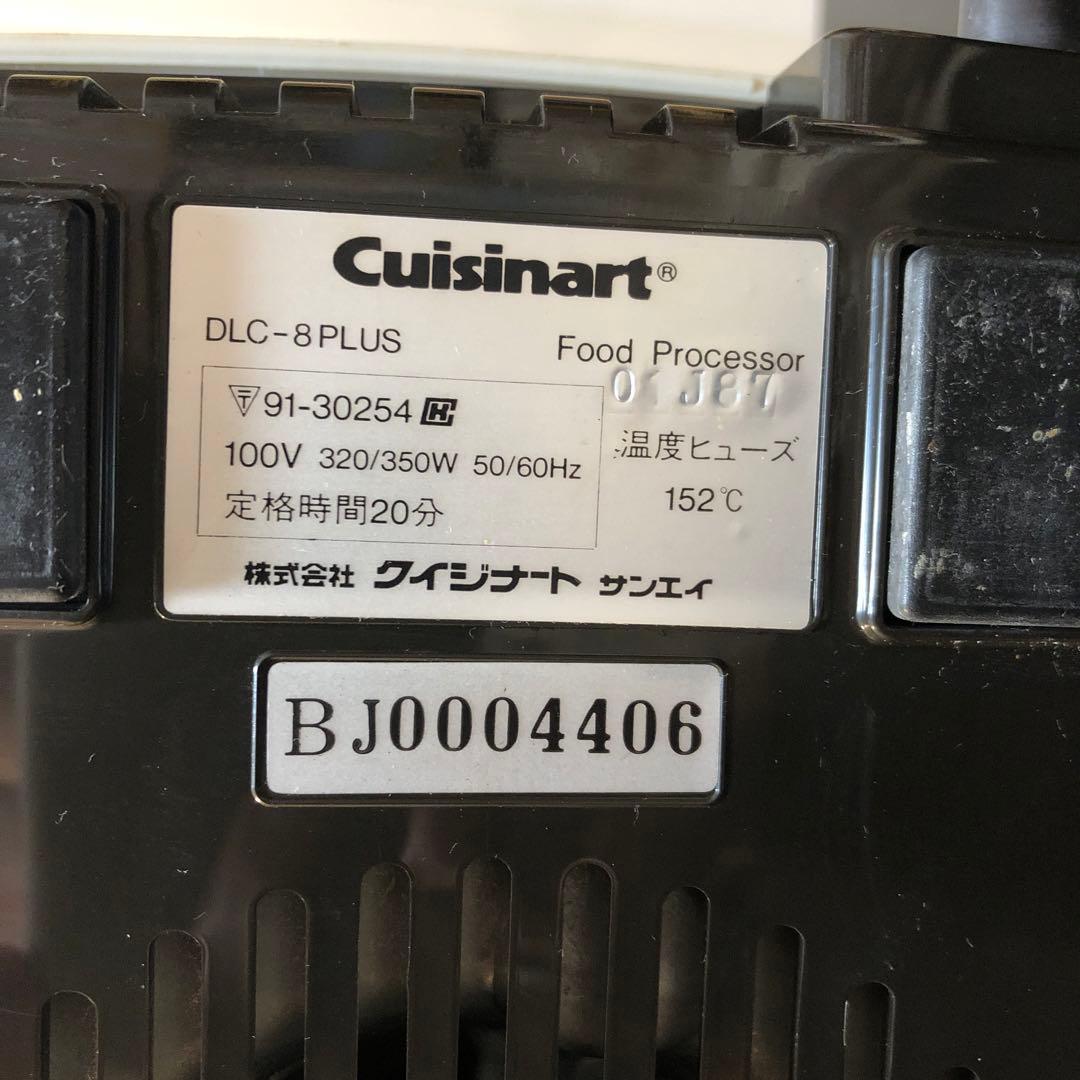 Cuisinart®
DLC-8PLUS
Food Processor
01J87
〒91-30254
100V 320/350W 50/60Hz
定格時間20分
温度ヒューズ
152℃
株式会社 クイジナート サンエイ
BJ0004406